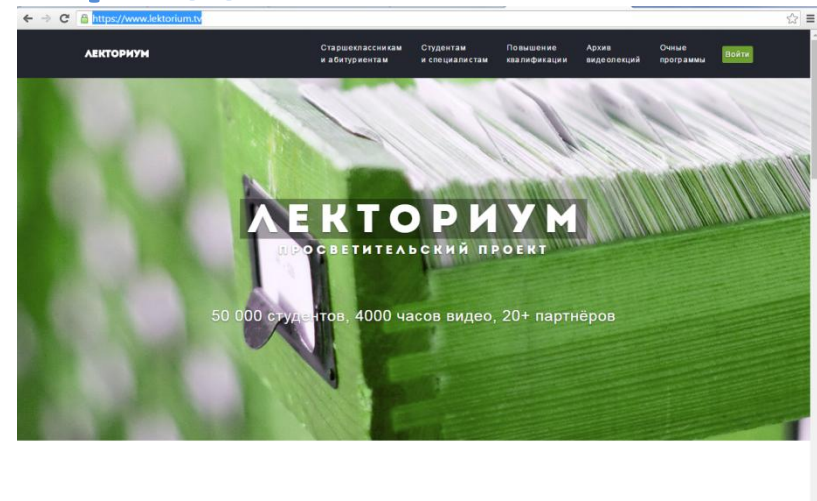 https://www.lektorium.tv
ЛЕКТОРИУМ
Старшеклассникам
и абитуриентам
Студентам
и специалистам
Повышение
квалификации
Архив
видеолекций
Очные
программы
Войти
ЛЕКТОРИУМ
ПРОСВЕТИТЕЛЬСКИЙ ПРОЕКТ
50 000 студентов, 4000 часов видео, 20+ партнёров